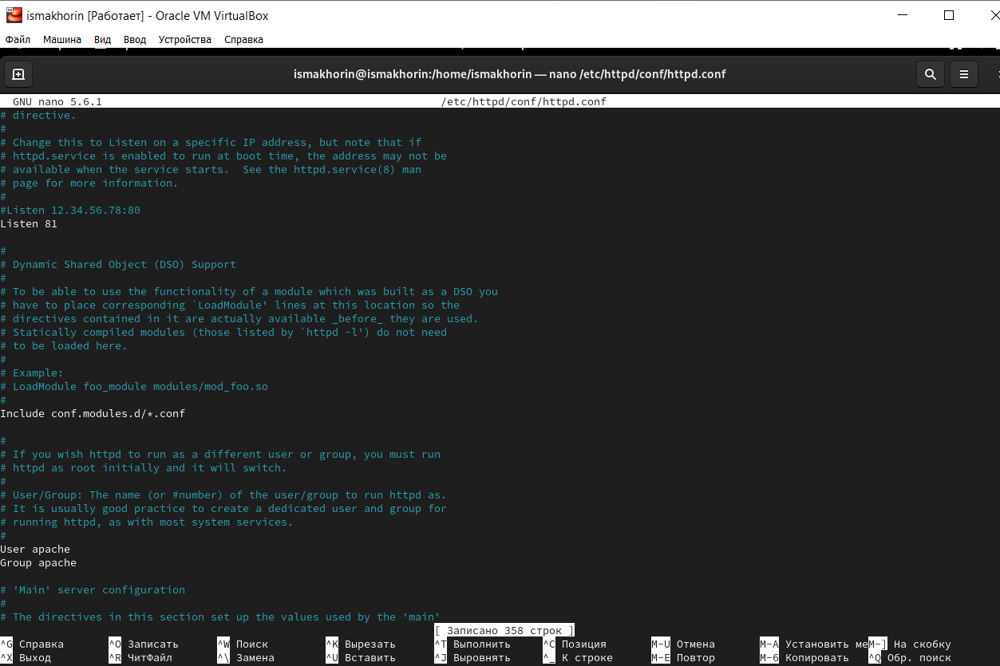 ismakhorin [Работает] - Oracle VM VirtualBox
Файл Машина Вид Ввод Устройства Справка
ismakhorin@ismakhorin:/home/ismakhorin — nano /etc/httpd/conf/httpd.conf
GNU nano 5.6.1 /etc/httpd/conf/httpd.conf
# directive.
#
# Change this to Listen on a specific IP address, but note that if
# httpd.service is enabled to run at boot time, the address may not be
# available when the service starts.  See the httpd.service(8) man
# page for more information.
#
#Listen 12.34.56.78:80
Listen 81
#
# Dynamic Shared Object (DSO) Support
#
# To be able to use the functionality of a module which was built as a DSO you
# have to place corresponding `LoadModule' lines at this location so the
# directives contained in it are actually available _before_ they are used.
# Statically compiled modules (those listed by `httpd -l') do not need
# to be loaded here.
#
# Example:
# LoadModule foo_module modules/mod_foo.so
#
Include conf.modules.d/*.conf
#
# If you wish httpd to run as a different user or group, you must run
# httpd as root initially and it will switch.
#
# User/Group: The name (or #number) of the user/group to run httpd as.
# It is usually good practice to create a dedicated user and group for
# running httpd, as with most system services.
#
User apache
Group apache
# 'Main' server configuration
#
# The directives in this section set up the values used by the 'main'
[ Записано 358 строк ]
^G Справка ^O Записать ^W Поиск ^K Вырезать ^T Выполнить ^C Позиция M-U Отмена M-A Установить ме M-] На скобку
^X Выход ^R ЧитФайл ^\ Замена ^U Вставить ^J Выровнять ^_ К строке M-E Повтор M-6 Копировать ^Q Обр. поиск